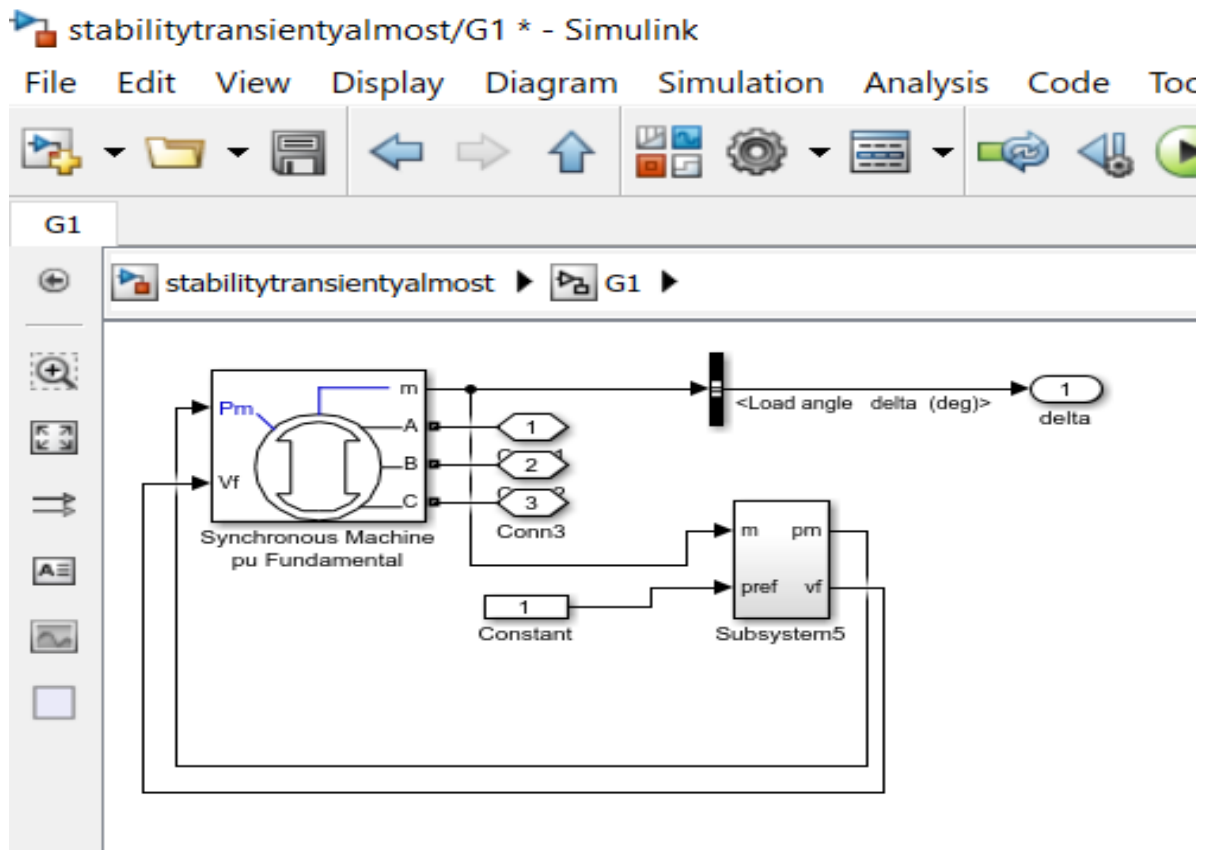 stabilitytransientyalmost/G1 * - Simulink
File Edit View Display Diagram Simulation Analysis Code
G1
stabilitytransientyalmost G1
m
Pm
A
B
C
Vf
1
2
3
Conn3
Synchronous Machine
pu Fundamental
<Load angle delta (deg)>
1
delta
m pm
pref vf
Subsystem5
1
Constant